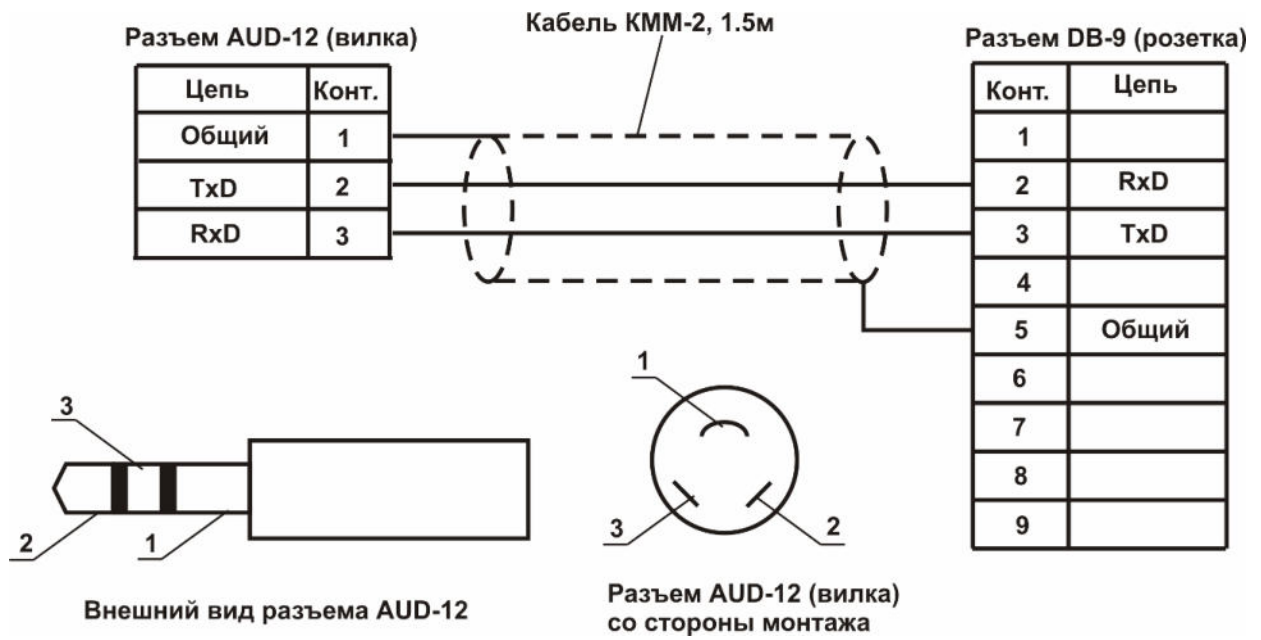 Кабель КММ-2, 1.5м
Разъем AUD-12 (вилка)
Разъем DB-9 (розетка)
Цепь Конт.
Общий 1
TxD 2
RxD 3
Конт. Цепь
1
2 RxD
3 TxD
4
5 Общий
6
7
8
9
3
2
1
Внешний вид разъема AUD-12
1
3
2
Разъем AUD-12 (вилка)
со стороны монтажа